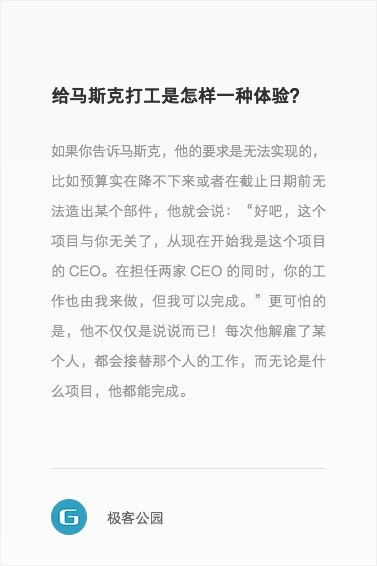 给马斯克打工是怎样一种体验？
如果你告诉马斯克，他的要求是无法实现的，
比如预算实在降不下来或者在截止日期前无
法造出某个部件，他就会说：“好吧，这个
项目与你无关了，从现在开始我是这个项目
的 CEO。在担任两家 CEO 的同时，你的工
作也由我来做，但我可以完成。”更可怕的
是，他不仅仅是说说而已！每次他解雇了某
个人，都会接替那个人的工作，而无论是什
么项目，他都能完成。
G
极客公园